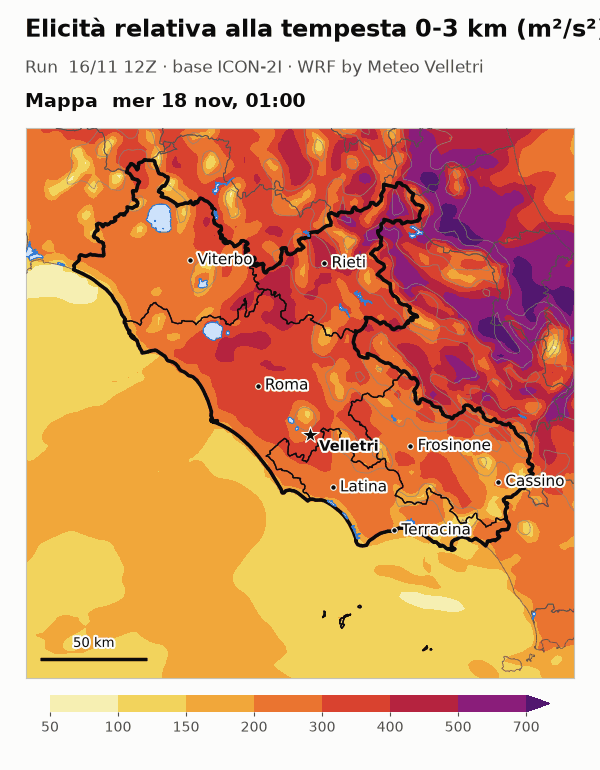 Elicità relativa alla tempesta 0-3 km (m²/s²)
Run  16/11 12Z · base ICON-2I · WRF by Meteo Velletri
Mappa  mer 18 nov, 01:00
Viterbo
Rieti
Roma
Velletri
Frosinone
Latina
Cassino
Terracina
50 km
50 100 150 200 300 400 500 700